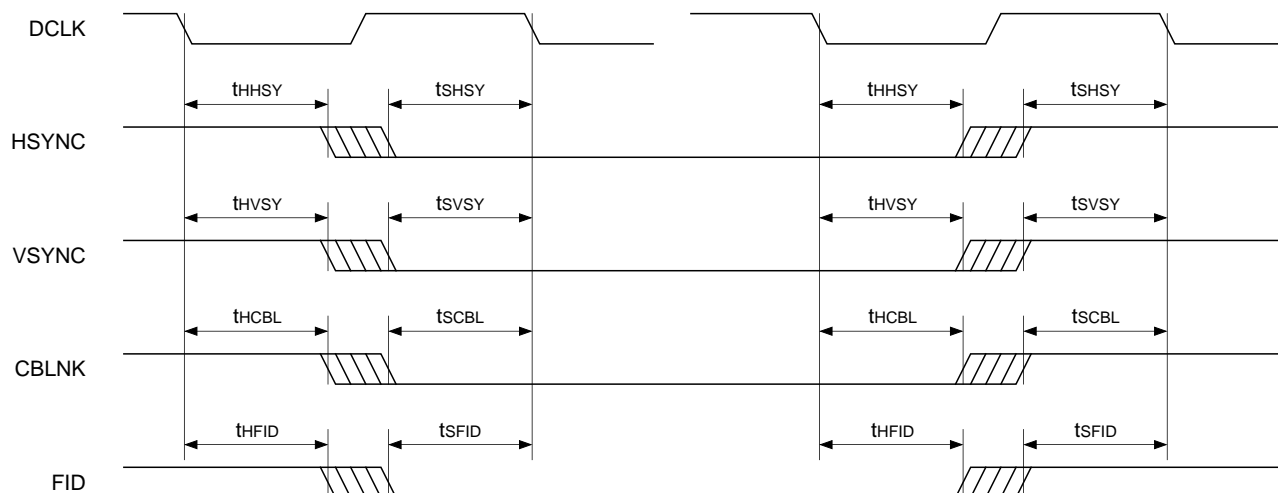 DCLK
tHHSY tSHSY tHHSY tSHSY
HSYNC
tHVSY tSVSY tHVSY tSVSY
VSYNC
tHCBL tSCBL tHCBL tSCBL
CBLNK
tHFID tSFID tHFID tSFID
FID